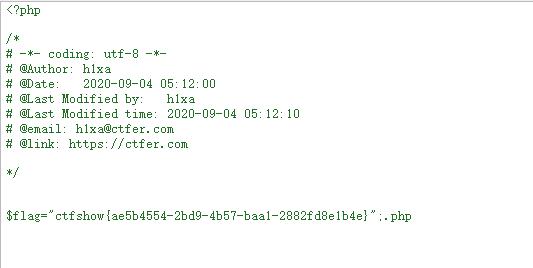 <?php
/*
# -*- coding: utf-8 -*-
# @Author: h1xa
# @Date:   2020-09-04 05:12:00
# @Last Modified by:   h1xa
# @Last Modified time: 2020-09-04 05:12:10
# @email: h1xa@ctfer.com
# @link: https://ctfer.com
*/
$flag="ctfshow{ae5b4554-2bd9-4b57-baa1-2882fd8e1b4e}";.php